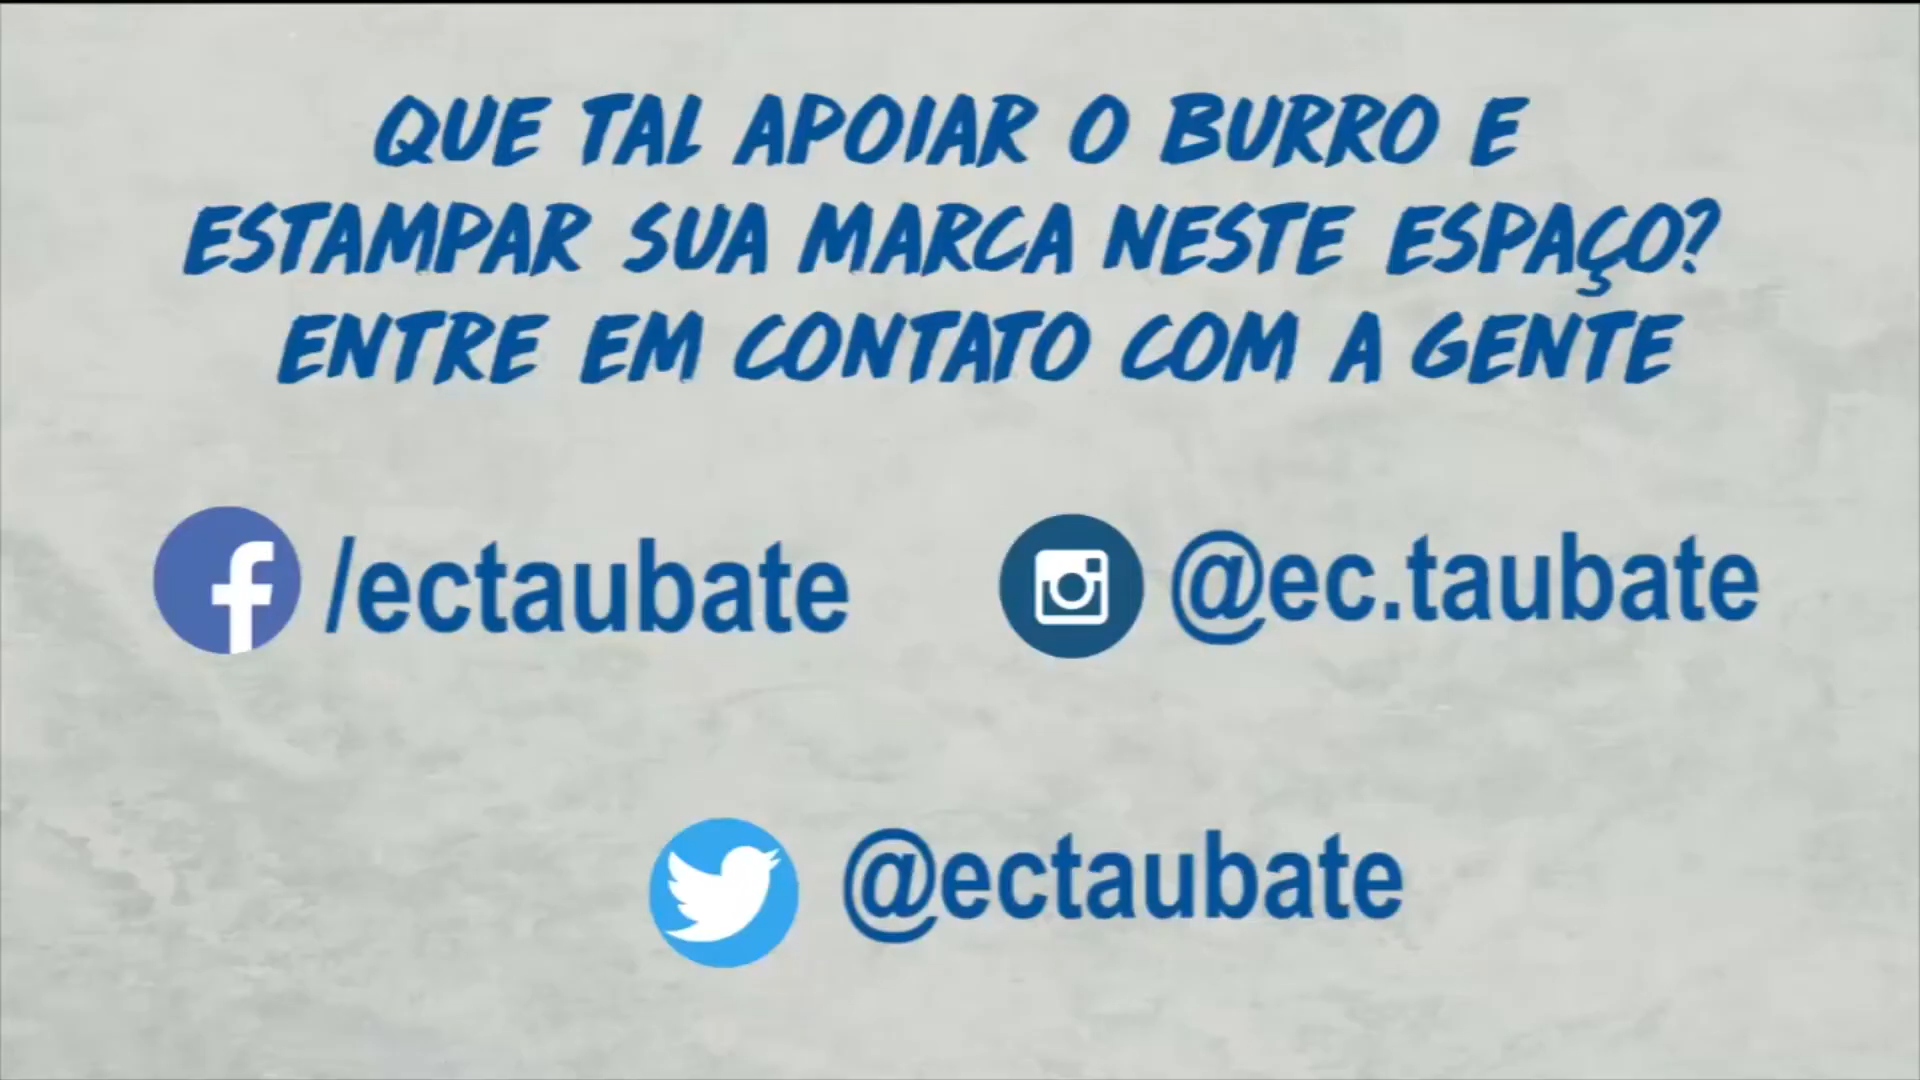 QUE TAL APOIAR O BURRO E
ESTAMPAR SUA MARCA NESTE ESPAÇO?
ENTRE EM CONTATO COM A GENTE
/ectaubate
@ec.taubate
@ectaubate